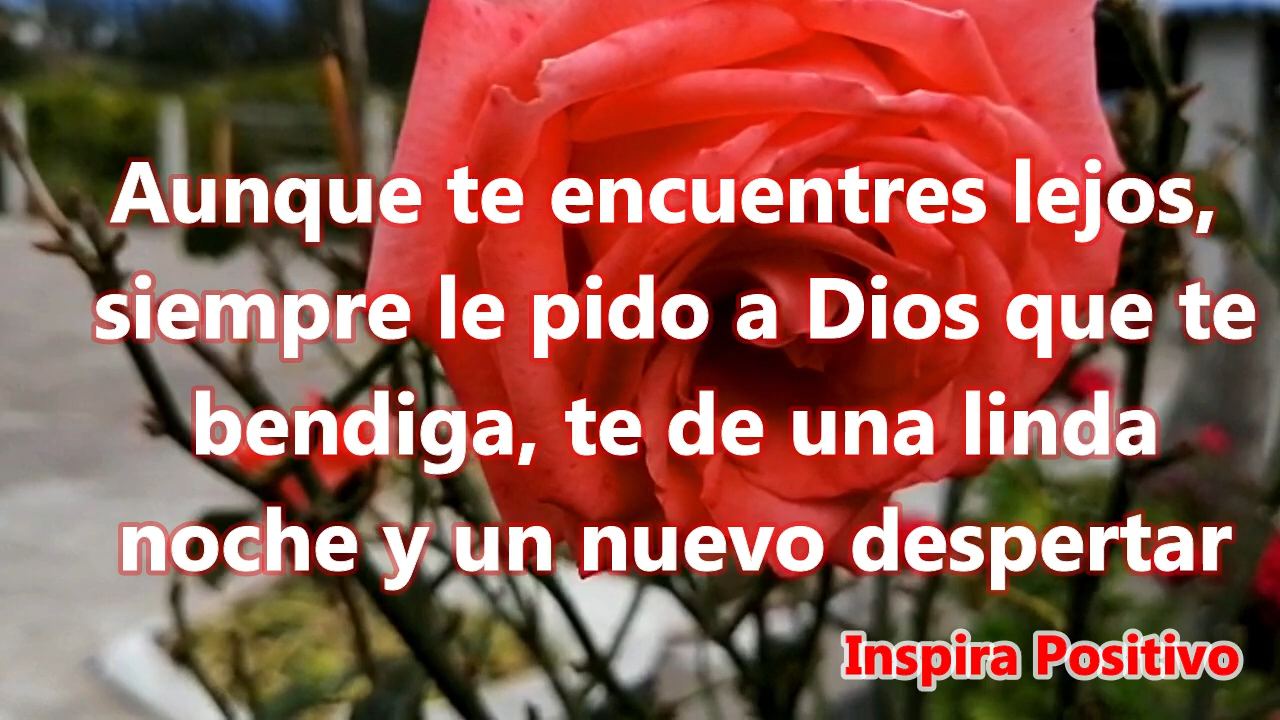 Aunque te encuentres lejos,
siempre le pido a Dios que te
bendiga, te de una linda
noche y un nuevo despertar
Inspira Positivo